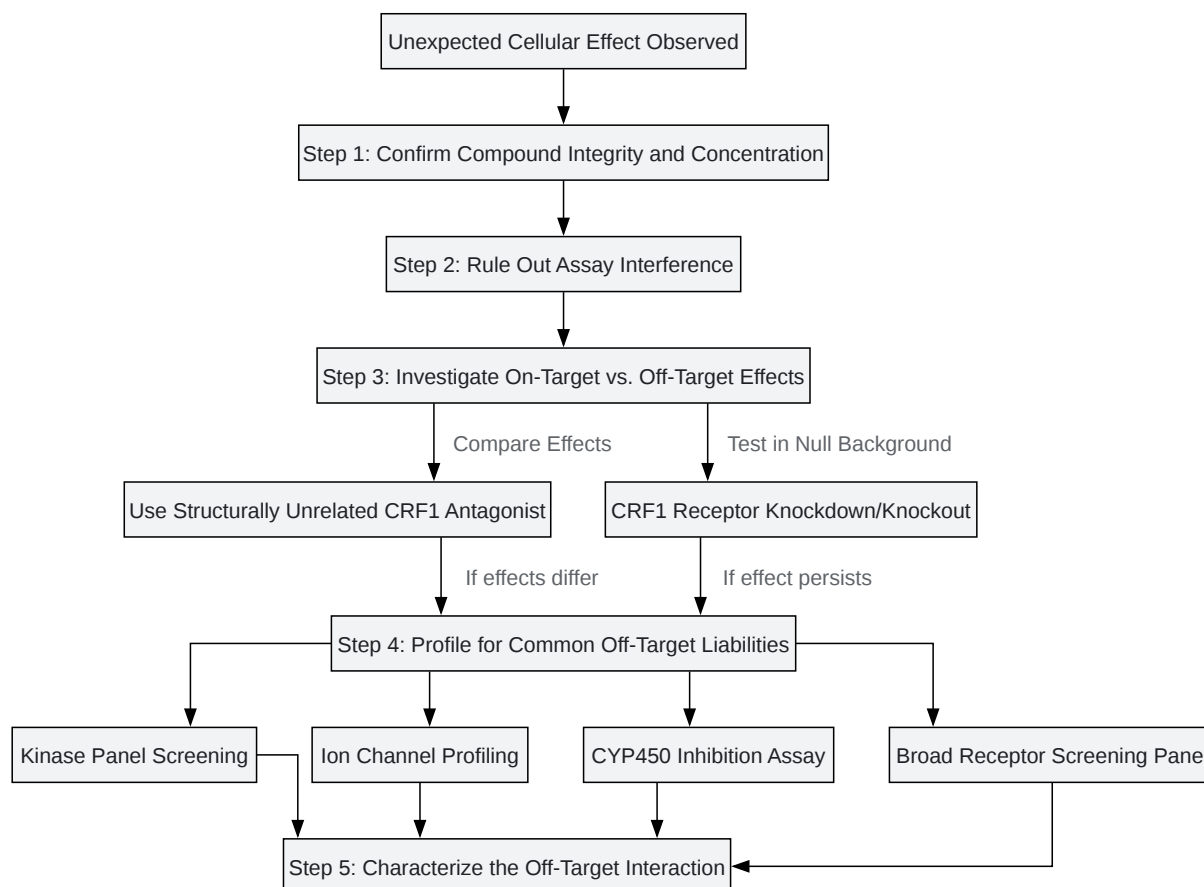 Unexpected Cellular Effect Observed
Step 1: Confirm Compound Integrity and Concentration
Step 2: Rule Out Assay Interference
Step 3: Investigate On-Target vs. Off-Target Effects
Compare Effects
Test in Null Background
Use Structurally Unrelated CRF1 Antagonist
CRF1 Receptor Knockdown/Knockout
If effects differ
If effect persists
Step 4: Profile for Common Off-Target Liabilities
Kinase Panel Screening
Ion Channel Profiling
CYP450 Inhibition Assay
Broad Receptor Screening Panel
Step 5: Characterize the Off-Target Interaction